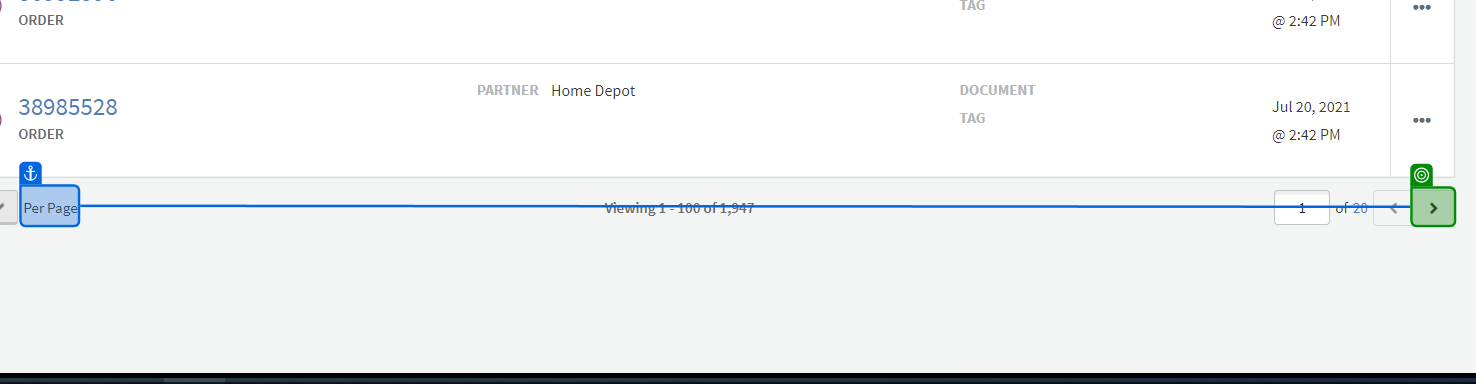 ORDER
TAG
@ 2:42 PM
38985528
ORDER
PARTNER Home Depot
DOCUMENT
TAG
Jul 20, 2021
@ 2:42 PM
Per Page
Viewing 1 - 100 of 1,947
1 of 20